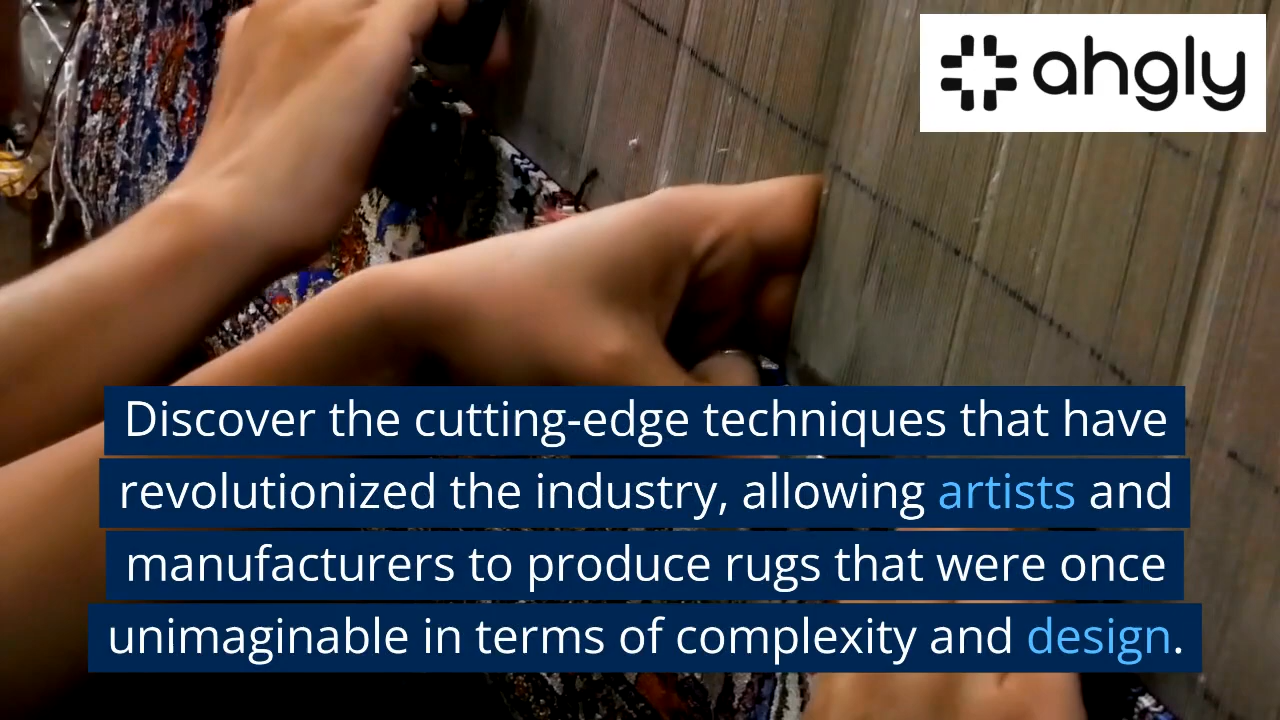 ahgly
Discover the cutting-edge techniques that have
revolutionized the industry, allowing artists and
manufacturers to produce rugs that were once
unimaginable in terms of complexity and design.